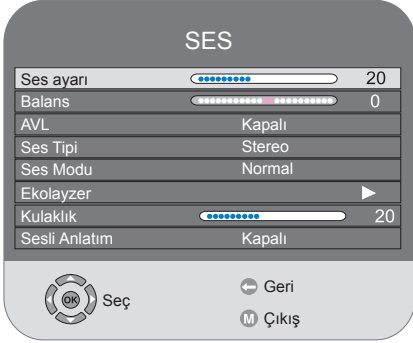 SES
Ses ayarı 20
Balans 0
AVL Kapalı
Ses Tipi Stereo
Ses Modu Normal
Ekolayzer
Kulaklık 20
Sesli Anlatım Kapalı
OK Seç
Geri
M Çıkış